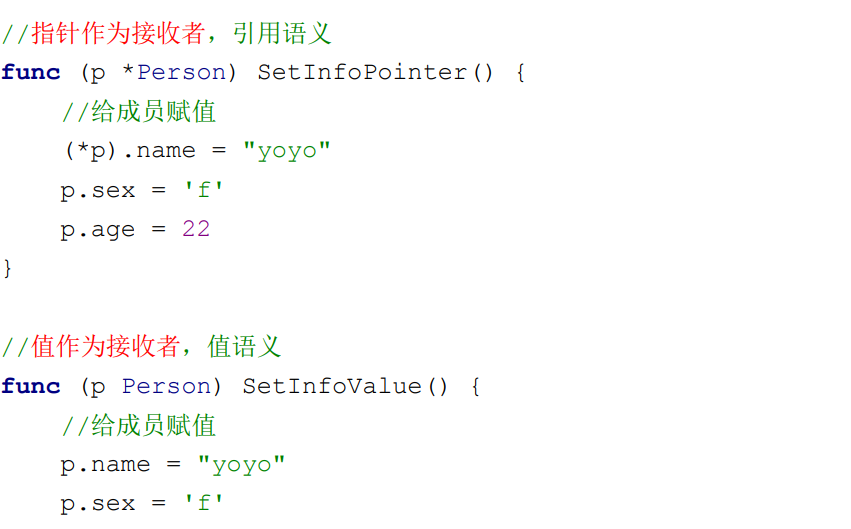 //指针作为接收者，引用语义
func (p *Person) SetInfoPointer() {
    //给成员赋值
    (*p).name = "yoyo"
    p.sex = 'f'
    p.age = 22
}
//值作为接收者，值语义
func (p Person) SetInfoValue() {
    //给成员赋值
    p.name = "yoyo"
    p.sex = 'f'